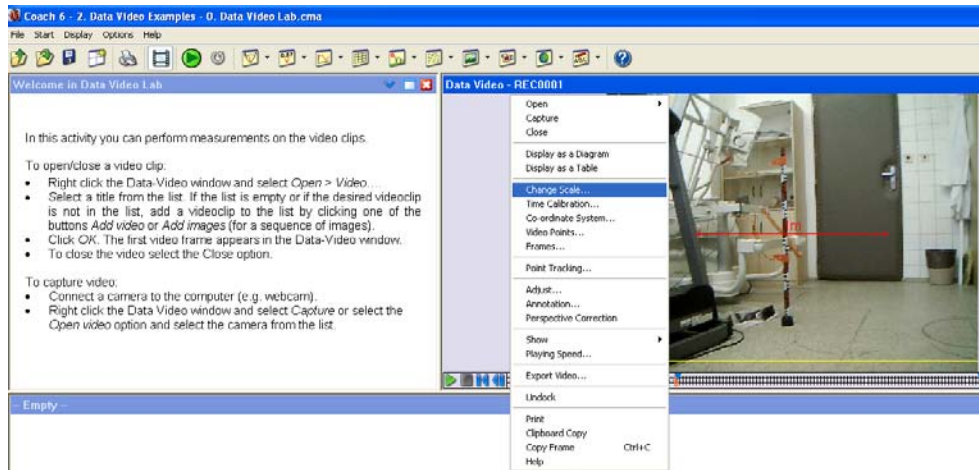 Coach 6 - 2. Data Video Examples - 0. Data Video Lab.cma
File Start Display Options Help
Welcome in Data Video Lab
In this activity you can perform measurements on the video clips.
To open/close a video clip:
• Right click the Data-Video window and select Open > Video....
• Select a title from the list. If the list is empty or if the desired videoclip
is not in the list, add a videoclip to the list by clicking one of the
buttons Add video or Add images (for a sequence of images).
• Click OK. The first video frame appears in the Data-Video window.
• To close the video select the Close option.
To capture video:
• Connect a camera to the computer (e.g. webcam).
• Right click the Data Video window and select Capture or select the
Open video option and select the camera from the list.
Data Video - REC0001
Open
Capture
Close
Display as a Diagram
Display as a Table
Change Scale...
Time Calibration...
Co-ordinate System...
Video Points...
Frames...
Point Tracking...
Adjust...
Annotation...
Perspective Correction
Show
Playing Speed...
Export Video...
Undock
Print
Clipboard Copy
Copy Frame Ctrl+C
Help
-- Empty --